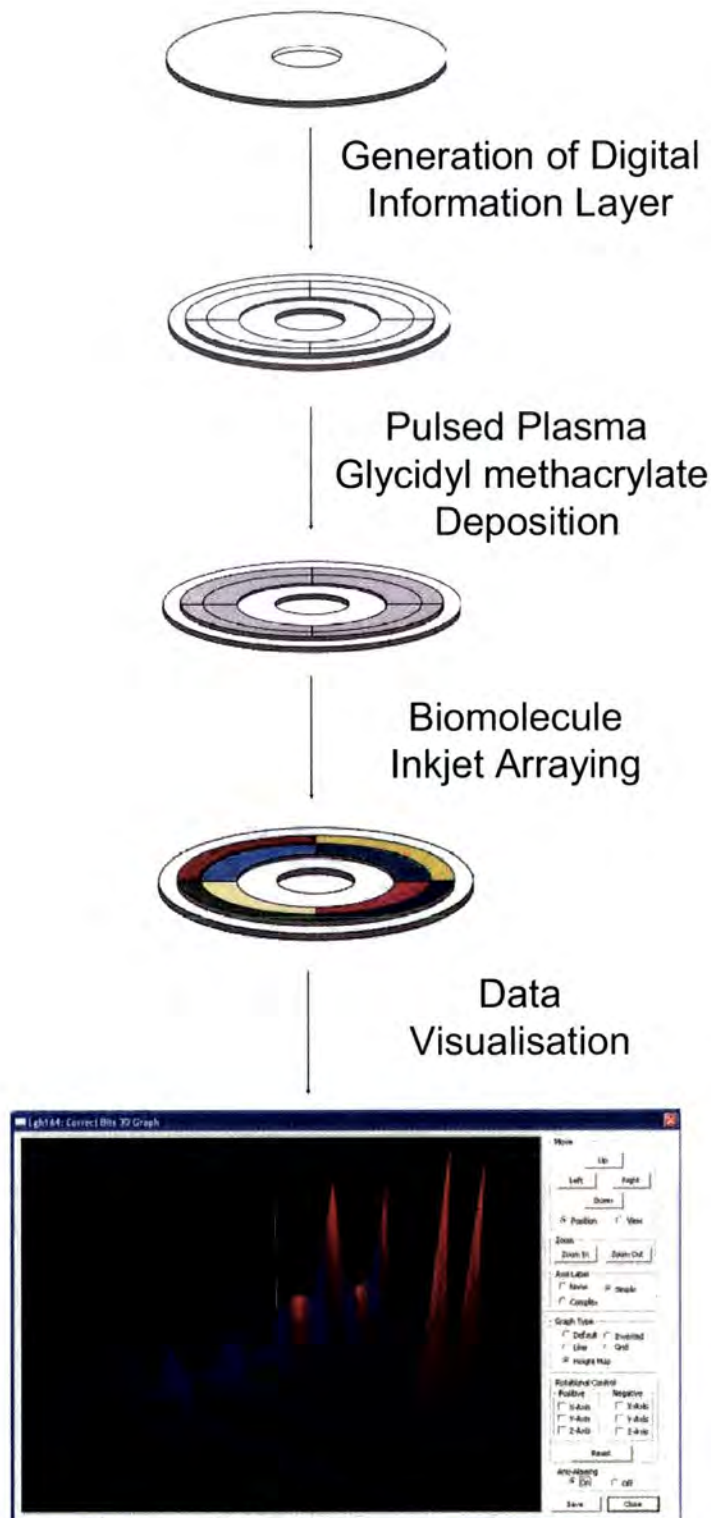 Generation of Digital
Information Layer
Pulsed Plasma
Glycidyl methacrylate
Deposition
Biomolecule
Inkjet Arraying
Data
Visualisation
Correct Bits 3D Graph
Move
Up
Left Right
Down
Position View
Zoom
Zoom In Zoom Out
Axis Label
None Simple
Complex
Graph Type
Default Inverted
Line Grid
Height Map
Rotational Control
Positive Negative
X-Axis X-Axis
Y-Axis Y-Axis
Z-Axis Z-Axis
Reset
Anti-Aliasing
On Off
Save Close